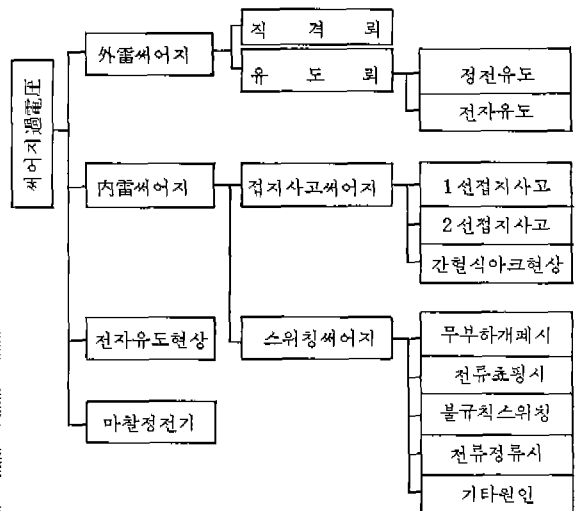 써어지過電圧
外雷써어지
직격뢰
유도뢰
정전유도
전자유도
内雷써어지
접지사고써어지
1선접지사고
2선접지사고
간헐식아크현상
전자유도현상
스위칭써어지
무부하개폐시
전류쵸핑시
불규칙스위칭
전류정류시
기타원인
마찰정전기